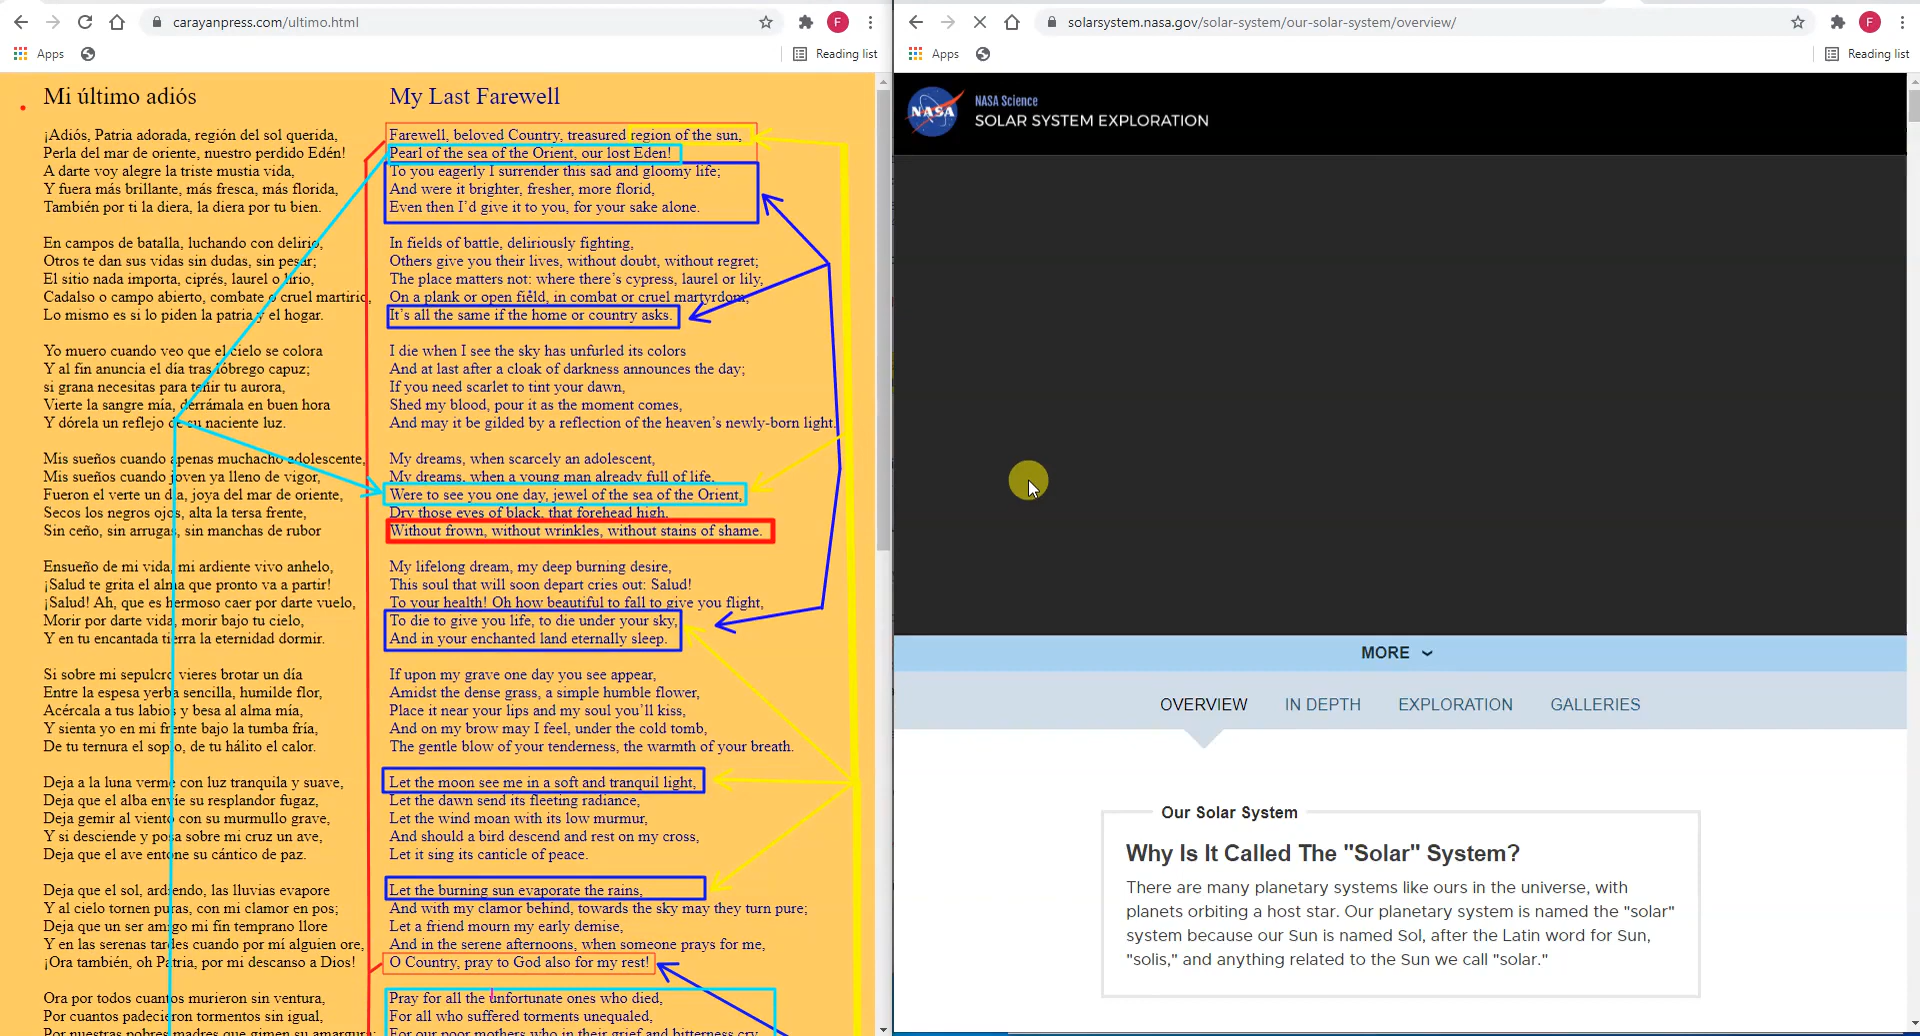 carayanpress.com/ultimo.html
F
Apps
Reading list
Mi último adiós
¡Adiós, Patria adorada, región del sol querida,
Perla del mar de oriente, nuestro perdido Edén!
A darte voy alegre la triste mustia vida,
Y fuera más brillante, más fresca, más florida,
También por ti la diera, la diera por tu bien.
En campos de batalla, luchando con delirio,
Otros te dan sus vidas sin dudas, sin pesar;
El sitio nada importa, ciprés, laurel o lirio,
Cadalso o campo abierto, combate o cruel martirio,
Lo mismo es si lo piden la patria y el hogar.
Yo muero cuando veo que el cielo se colora
Y al fin anuncia el día tras lóbrego capuz;
si grana necesitas para teñir tu aurora,
Vierte la sangre mía, derrámala en buen hora
Y dórela un reflejo de su naciente luz.
Mis sueños cuando apenas muchacho adolescente,
Mis sueños cuando joven ya lleno de vigor,
Fueron el verte un día, joya del mar de oriente,
Secos los negros ojos, alta la tersa frente,
Sin ceño, sin arrugas, sin manchas de rubor
Ensueño de mi vida, mi ardiente vivo anhelo,
¡Salud te grita el alma que pronto va a partir!
¡Salud! Ah, que es hermoso caer por darte vuelo,
Morir por darte vida, morir bajo tu cielo,
Y en tu encantada tierra la eternidad dormir.
Si sobre mi sepulcro vieres brotar un día
Entre la espesa yerba sencilla, humilde flor,
Acércala a tus labios y besa al alma mía,
Y sienta yo en mi frente bajo la tumba fría,
De tu ternura el soplo, de tu hálito el calor.
Deja a la luna verme con luz tranquila y suave,
Deja que el alba envíe su resplandor fugaz,
Deja gemir al viento con su murmullo grave,
Y si desciende y posa sobre mi cruz un ave,
Deja que el ave entone su cántico de paz.
Deja que el sol, ardiendo, las lluvias evapore
Y al cielo tornen puras, con mi clamor en pos;
Deja que un ser amigo mi fin temprano llore
Y en las serenas tardes cuando por mí alguien ore,
¡Ora también, oh Patria, por mi descanso a Dios!
Ora por todos cuantos murieron sin ventura,
Por cuantos padecieron tormentos sin igual,
Por nuestras pobres madres que gimen su amargura;
My Last Farewell
Farewell, beloved Country, treasured region of the sun,
Pearl of the sea of the Orient, our lost Eden!
To you eagerly I surrender this sad and gloomy life;
And were it brighter, fresher, more florid,
Even then I'd give it to you, for your sake alone.
In fields of battle, deliriously fighting,
Others give you their lives, without doubt, without regret;
The place matters not: where there's cypress, laurel or lily,
On a plank or open field, in combat or cruel martyrdom,
It's all the same if the home or country asks.
I die when I see the sky has unfurled its colors
And at last after a cloak of darkness announces the day;
If you need scarlet to tint your dawn,
Shed my blood, pour it as the moment comes,
And may it be gilded by a reflection of the heaven's newly-born light.
My dreams, when scarcely an adolescent,
My dreams, when a young man already full of life,
Were to see you one day, jewel of the sea of the Orient,
Dry those eyes of black, that forehead high,
Without frown, without wrinkles, without stains of shame.
My lifelong dream, my deep burning desire,
This soul that will soon depart cries out: Salud!
To your health! Oh how beautiful to fall to give you flight,
To die to give you life, to die under your sky,
And in your enchanted land eternally sleep.
If upon my grave one day you see appear,
Amidst the dense grass, a simple humble flower,
Place it near your lips and my soul you'll kiss,
And on my brow may I feel, under the cold tomb,
The gentle blow of your tenderness, the warmth of your breath.
Let the moon see me in a soft and tranquil light,
Let the dawn send its fleeting radiance,
Let the wind moan with its low murmur,
And should a bird descend and rest on my cross,
Let it sing its canticle of peace.
Let the burning sun evaporate the rains,
And with my clamor behind, towards the sky may they turn pure;
Let a friend mourn my early demise,
And in the serene afternoons, when someone prays for me,
O Country, pray to God also for my rest!
Pray for all the unfortunate ones who died,
For all who suffered torments unequaled,
For our poor mothers who in their grief and bitterness cry
solarsystem.nasa.gov/solar-system/our-solar-system/overview/
F
Apps
Reading list
NASA
NASA Science
SOLAR SYSTEM EXPLORATION
MORE
OVERVIEW IN DEPTH EXPLORATION GALLERIES
Our Solar System
Why Is It Called The "Solar" System?
There are many planetary systems like ours in the universe, with
planets orbiting a host star. Our planetary system is named the "solar"
system because our Sun is named Sol, after the Latin word for Sun,
"solis," and anything related to the Sun we call "solar."